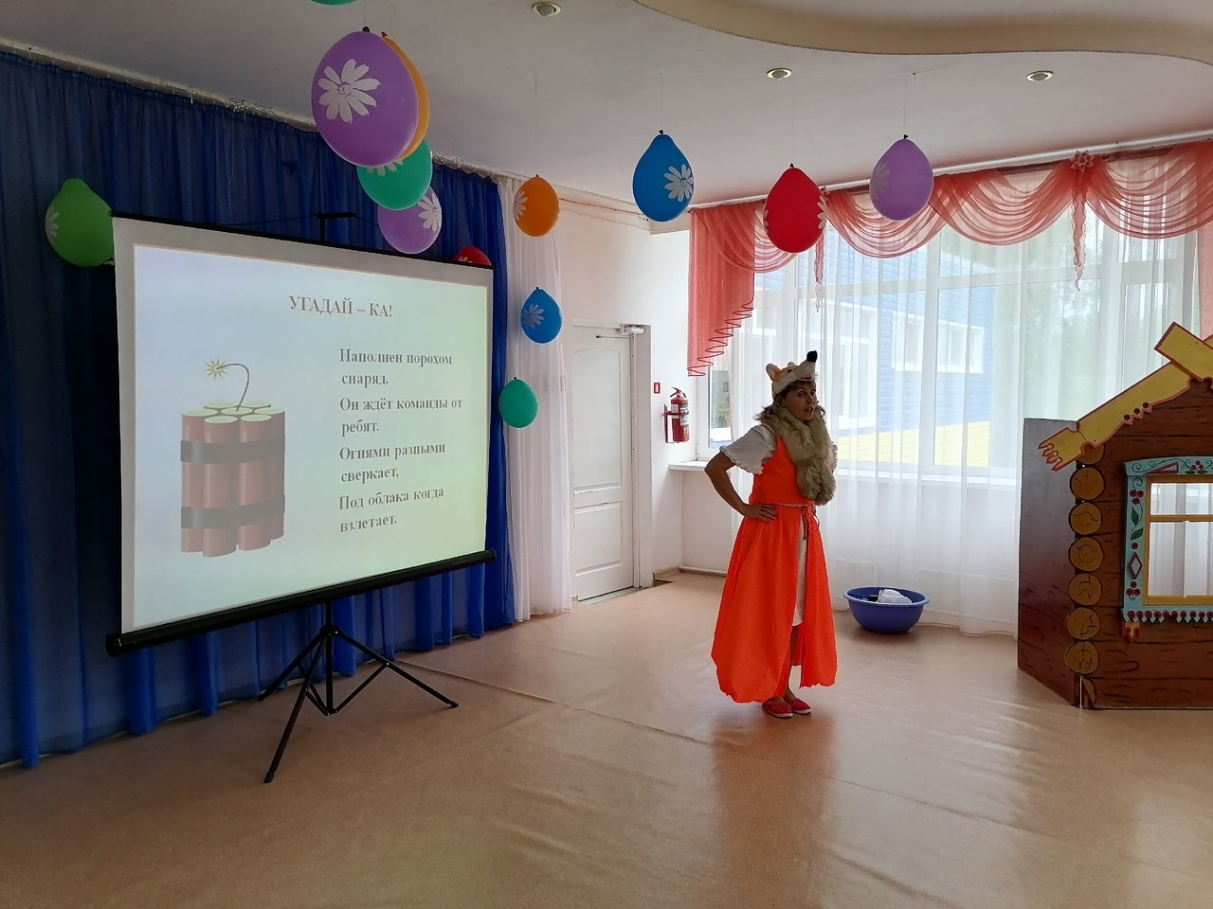 УГАДАЙ – КА!
Наполнен порохом
снаряд.
Он ждёт команды от
ребят.
Огнями разными
сверкает,
Под облака когда
взлетает.